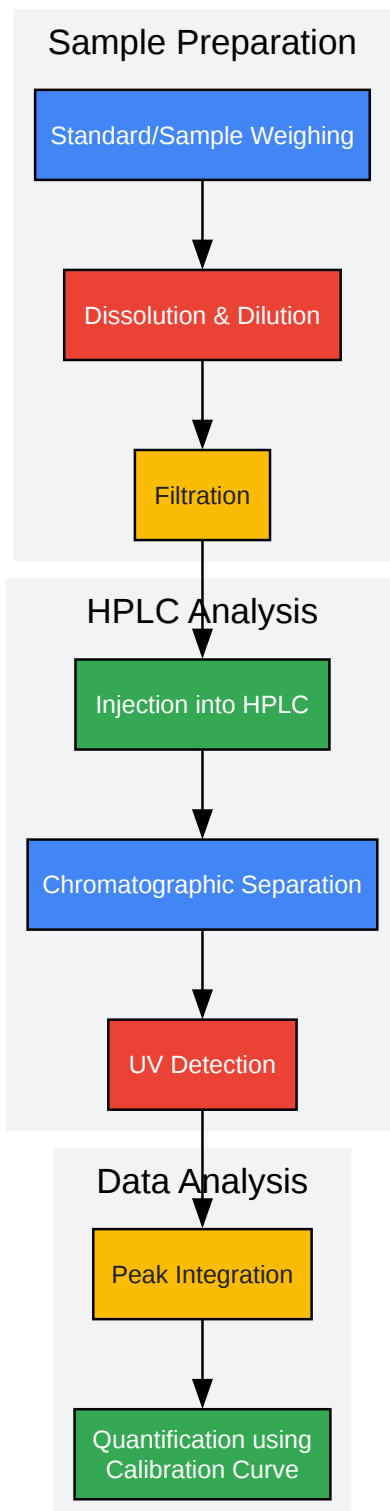 Sample Preparation
Standard/Sample Weighing
Dissolution & Dilution
Filtration
HPLC Analysis
Injection into HPLC
Chromatographic Separation
UV Detection
Data Analysis
Peak Integration
Quantification using
Calibration Curve